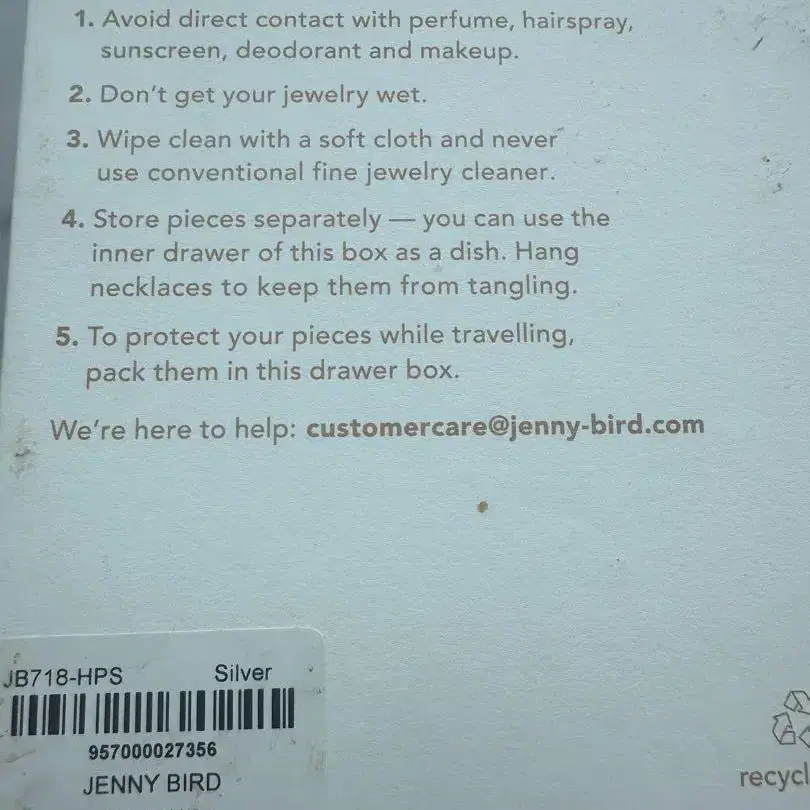 1. Avoid direct contact with perfume, hairspray,
sunscreen, deodorant and makeup.
2. Don't get your jewelry wet.
3. Wipe clean with a soft cloth and never
use conventional fine jewelry cleaner.
4. Store pieces separately — you can use the
inner drawer of this box as a dish. Hang
necklaces to keep them from tangling.
5. To protect your pieces while travelling,
pack them in this drawer box.
We're here to help: customercare@jenny-bird.com
JB718-HPS Silver
957000027356
JENNY BIRD
recycl